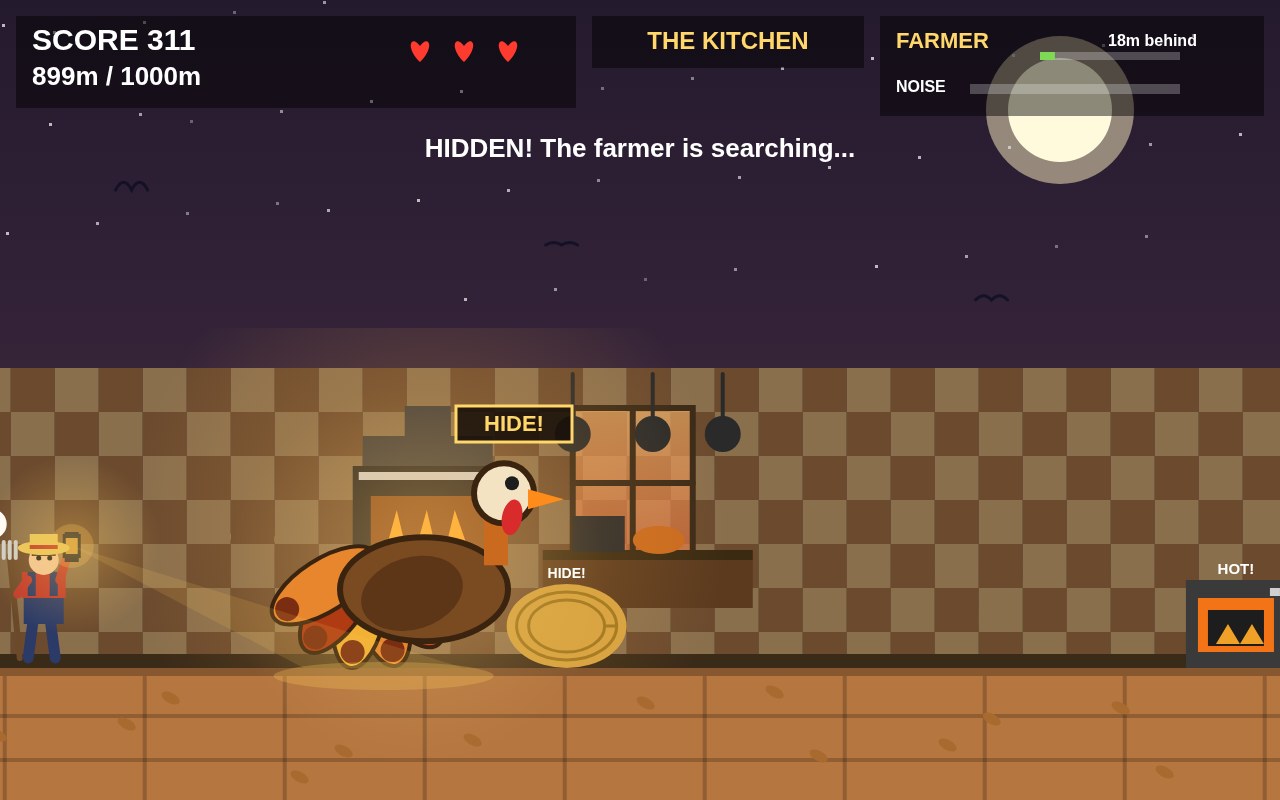 SCORE 311
899m / 1000m
THE KITCHEN
FARMER
18m behind
NOISE
HIDDEN! The farmer is searching...
HIDE!
HIDE!
HOT!